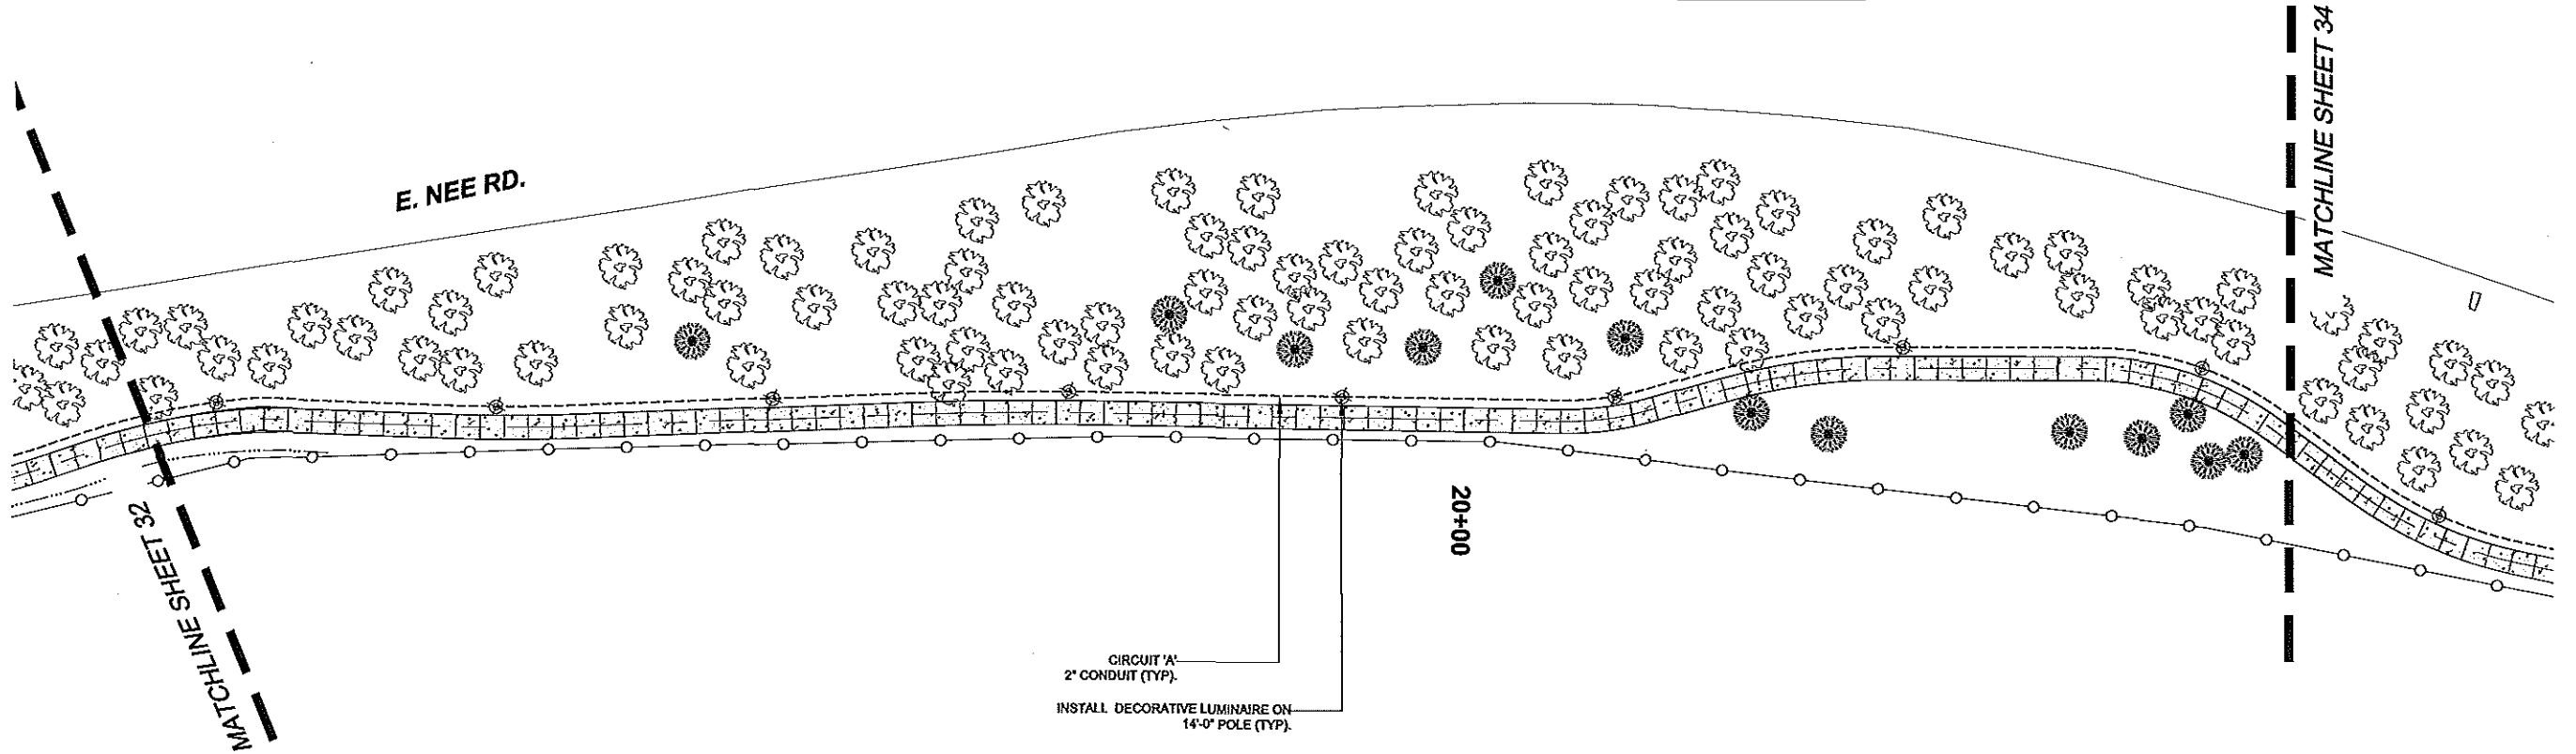 MATCHLINE SHEET 34
E. NEE RD.
20+00
MATCHLINE SHEET 32
CIRCUIT 'A'
2" CONDUIT (TYP).
INSTALL DECORATIVE LUMINAIRE ON
14'-0" POLE (TYP).